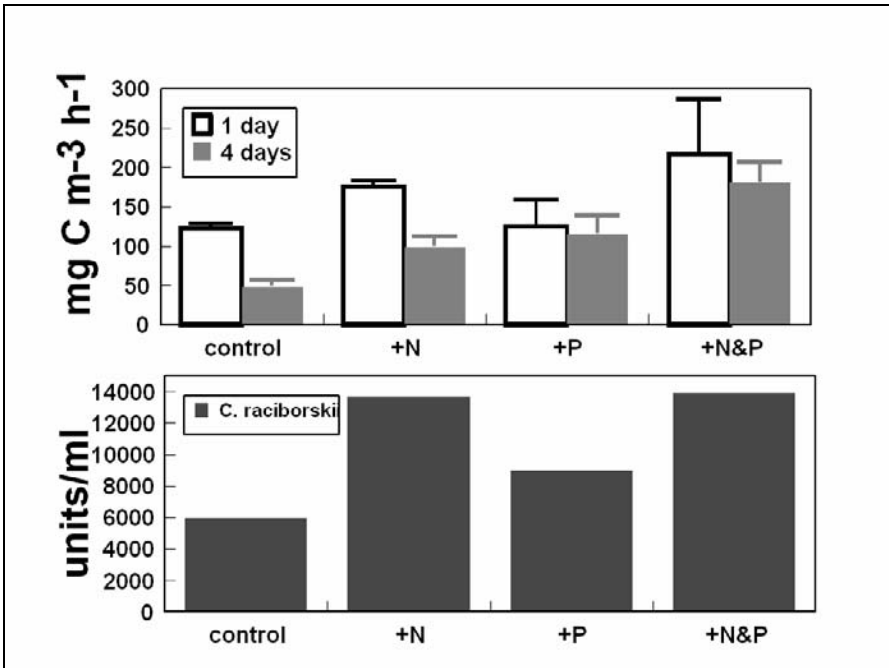 mg C m-3 h-1
300
250
200
150
100
50
0
1 day
4 days
control +N +P +N&P
units/ml
14000
12000
10000
8000
6000
4000
2000
0
C. raciborskii
control +N +P +N&P